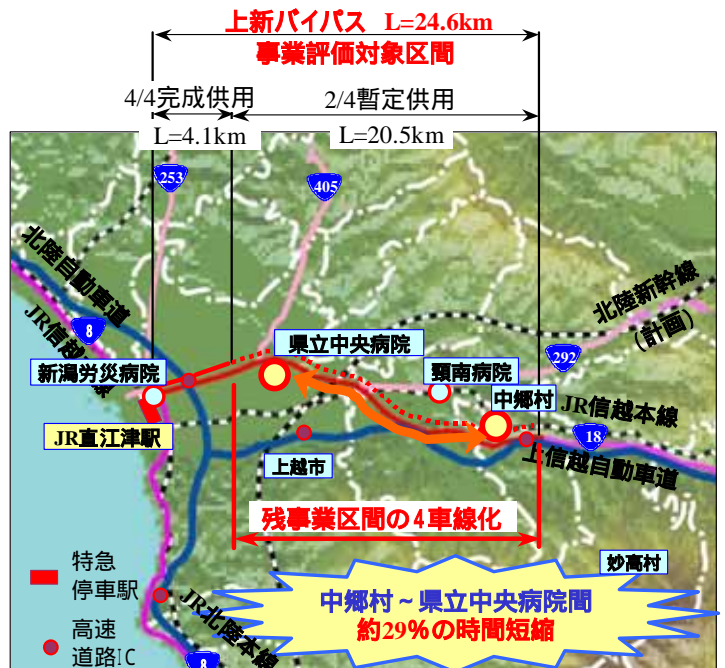 上新バイパス L=24.6km
事業評価対象区間
4/4完成供用
2/4暫定供用
L=4.1km
L=20.5km
253
405
北陸自動車道
8
JR信越本線
北陸新幹線
(計画)
292
県立中央病院
新潟労災病院
頸南病院
中郷村
JR信越本線
JR直江津駅
18
上信越自動車道
上越市
残事業区間の4車線化
妙高村
特急
停車駅
中郷村~県立中央病院間
約29%の時間短縮
高速
道路IC
JR北陸本線
8